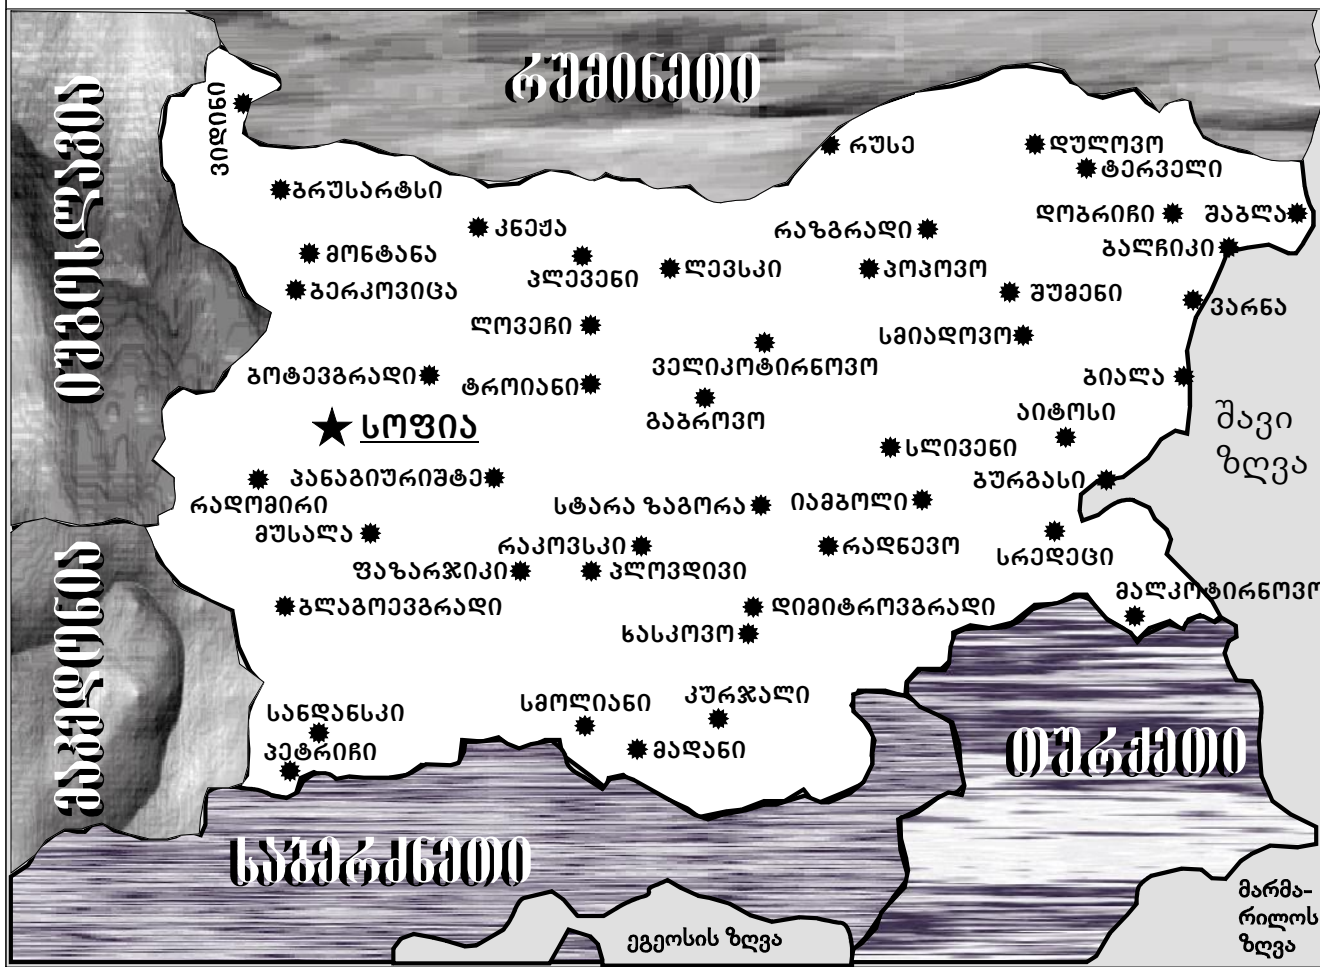 რუმინეთი
იუგოსლავია
ვიდინი
რუსე
დულოვო
ტერველი
ბრუსარტსი
დობრიჩი
შაბლა
კნეჟა
რაზგრადი
ბალჩიკი
მონტანა
პლევენი
ლევსკი
პოპოვო
ბერკოვიცა
შუმენი
ვარნა
ლოვეჩი
სმიადოვო
ველიკოტირნოვო
ბოტევგრადი
ტროიანი
ბიალა
გაბროვო
აიტოსი
შავი
ზღვა
სოფია
სლივენი
პანაგიურიშტე
ბურგასი
რადომირი
სტარა ზაგორა
იამბოლი
მუსალა
რაკოვსკი
რადნევო
სრედეცი
ფაზარჯიკი
პლოვდივი
მაკედონია
მალკოტირნოვო
ბლაგოევგრადი
დიმიტროვგრადი
ხასკოვო
სანდანსკი
სმოლიანი
კურჯალი
პეტრიჩი
მადანი
თურქეთი
საბერძნეთი
ეგეოსის ზღვა
მარმა-
რილოს
ზღვა